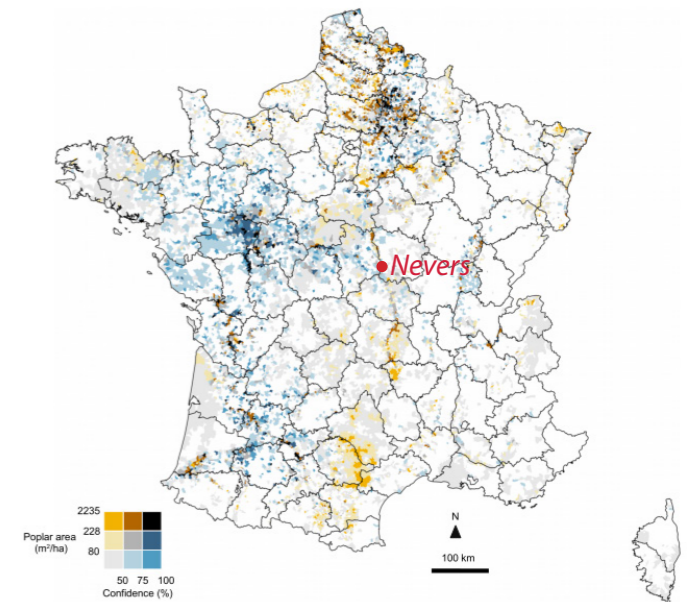 Nevers
2235
228
80
Poplar area
(m²/ha)
50 75 100
Confidence (%)
N
100 km